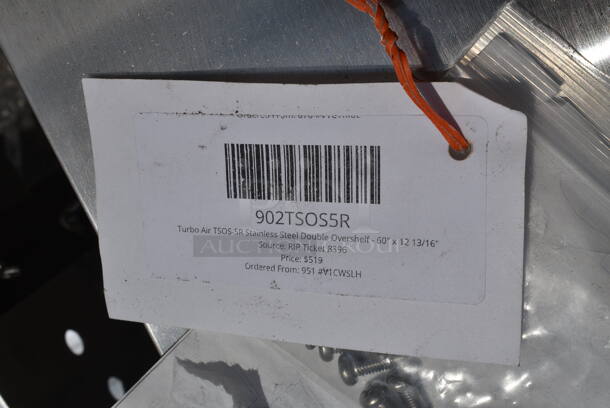 902TSOS5R
Turbo Air TSOS-5R Stainless Steel Double Overshelf - 60" x 12 13/16"
Source: RIP Ticket 8396
Price: $519
Ordered From: 951 #V1CWSLH